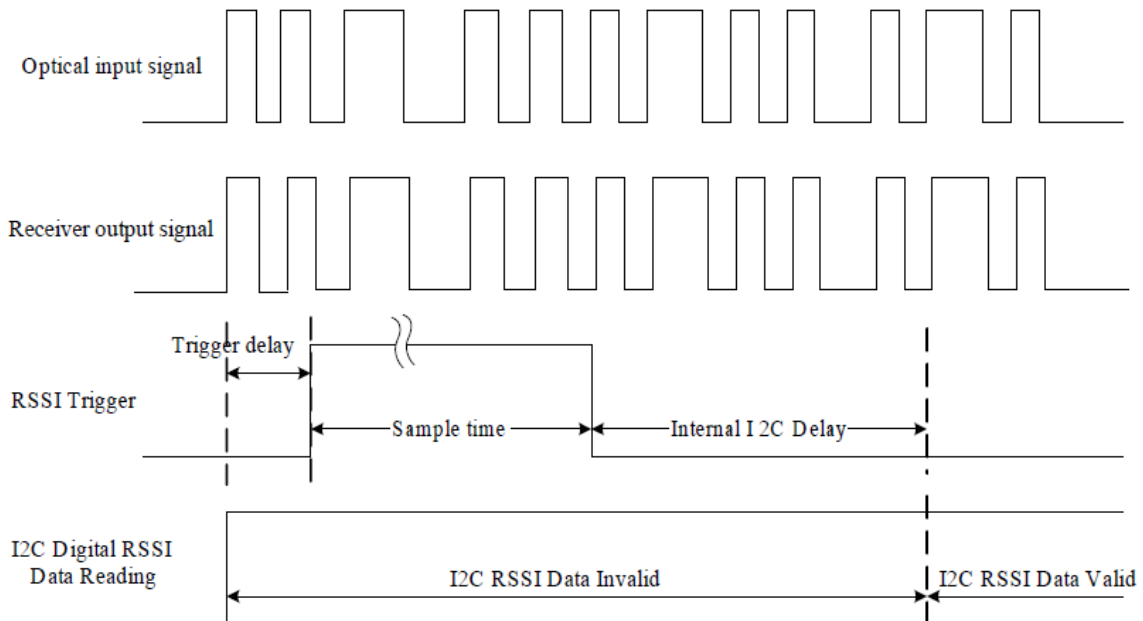 Optical input signal
Receiver output signal
Trigger delay
RSSI Trigger
Sample time
Internal I 2C Delay
I2C Digital RSSI
Data Reading
I2C RSSI Data Invalid
I2C RSSI Data Valid